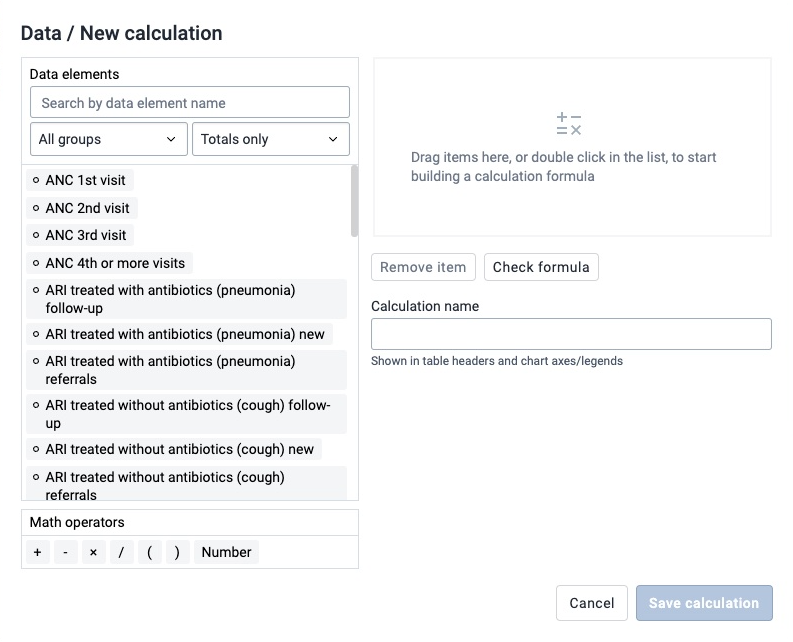 Data / New calculation
Data elements
Search by data element name
All groups
Totals only
ANC 1st visit
ANC 2nd visit
ANC 3rd visit
ANC 4th or more visits
ARI treated with antibiotics (pneumonia)
follow-up
ARI treated with antibiotics (pneumonia) new
ARI treated with antibiotics (pneumonia)
referrals
ARI treated without antibiotics (cough) follow-
up
ARI treated without antibiotics (cough) new
ARI treated without antibiotics (cough)
referrals
Math operators
+ - × / ( ) Number
Drag items here, or double click in the list, to start
building a calculation formula
Remove item
Check formula
Calculation name
Shown in table headers and chart axes/legends
Cancel
Save calculation